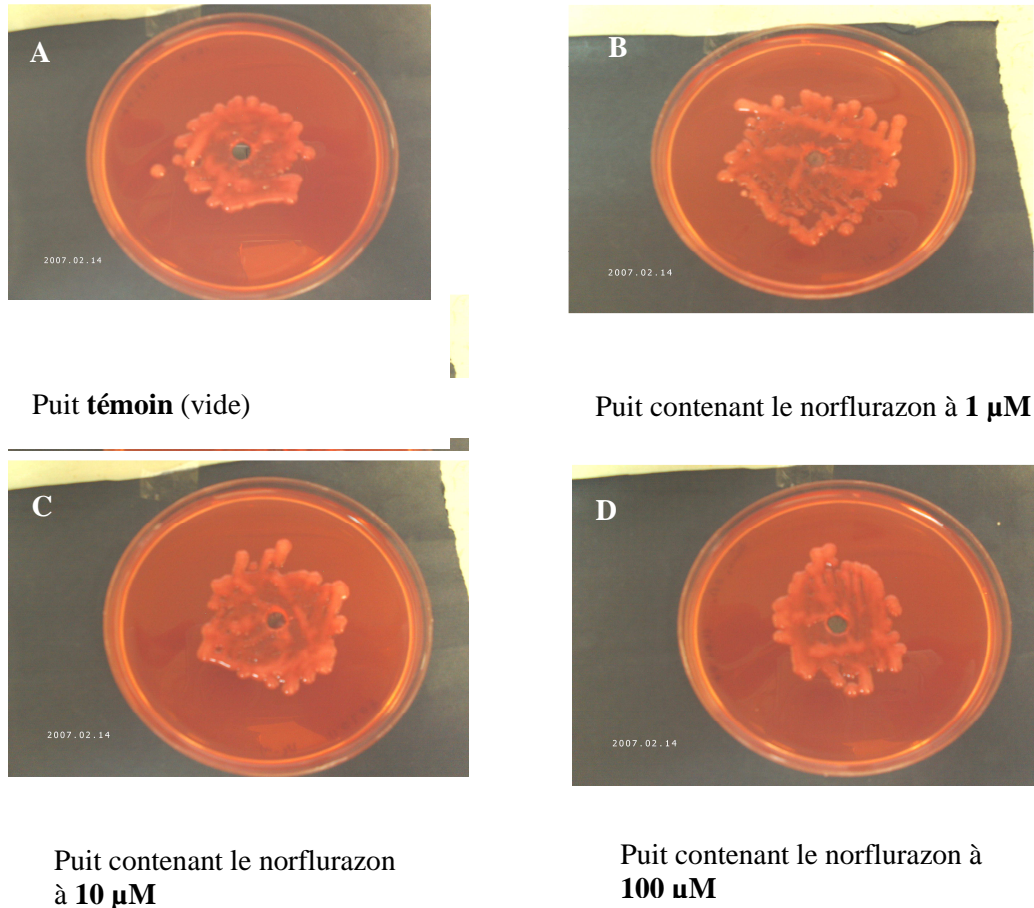 A
2007.02.14
B
2007.02.14
Puit témoin (vide)
Puit contenant le norflurazon à 1 µM
C
2007.02.14
D
2007.02.14
Puit contenant le norflurazon
à 10 µM
Puit contenant le norflurazon à
100 uM